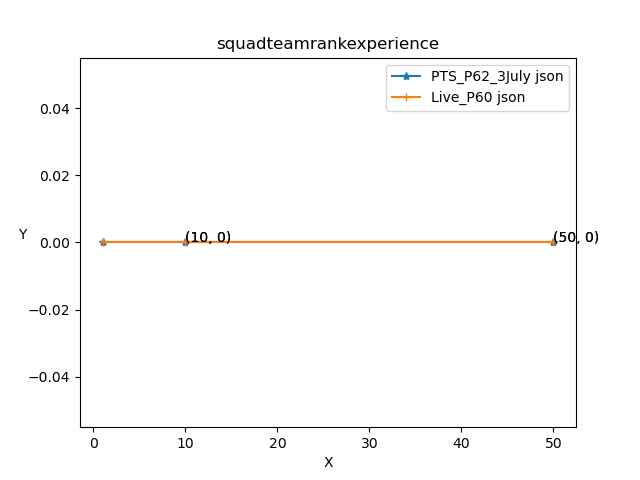 squadteamrankexperience
PTS_P62_3July json
Live_P60 json
0.04
0.02
0.00
−0.02
−0.04
Y
(10, 0)
(50, 0)
0
10
20
30
40
50
X